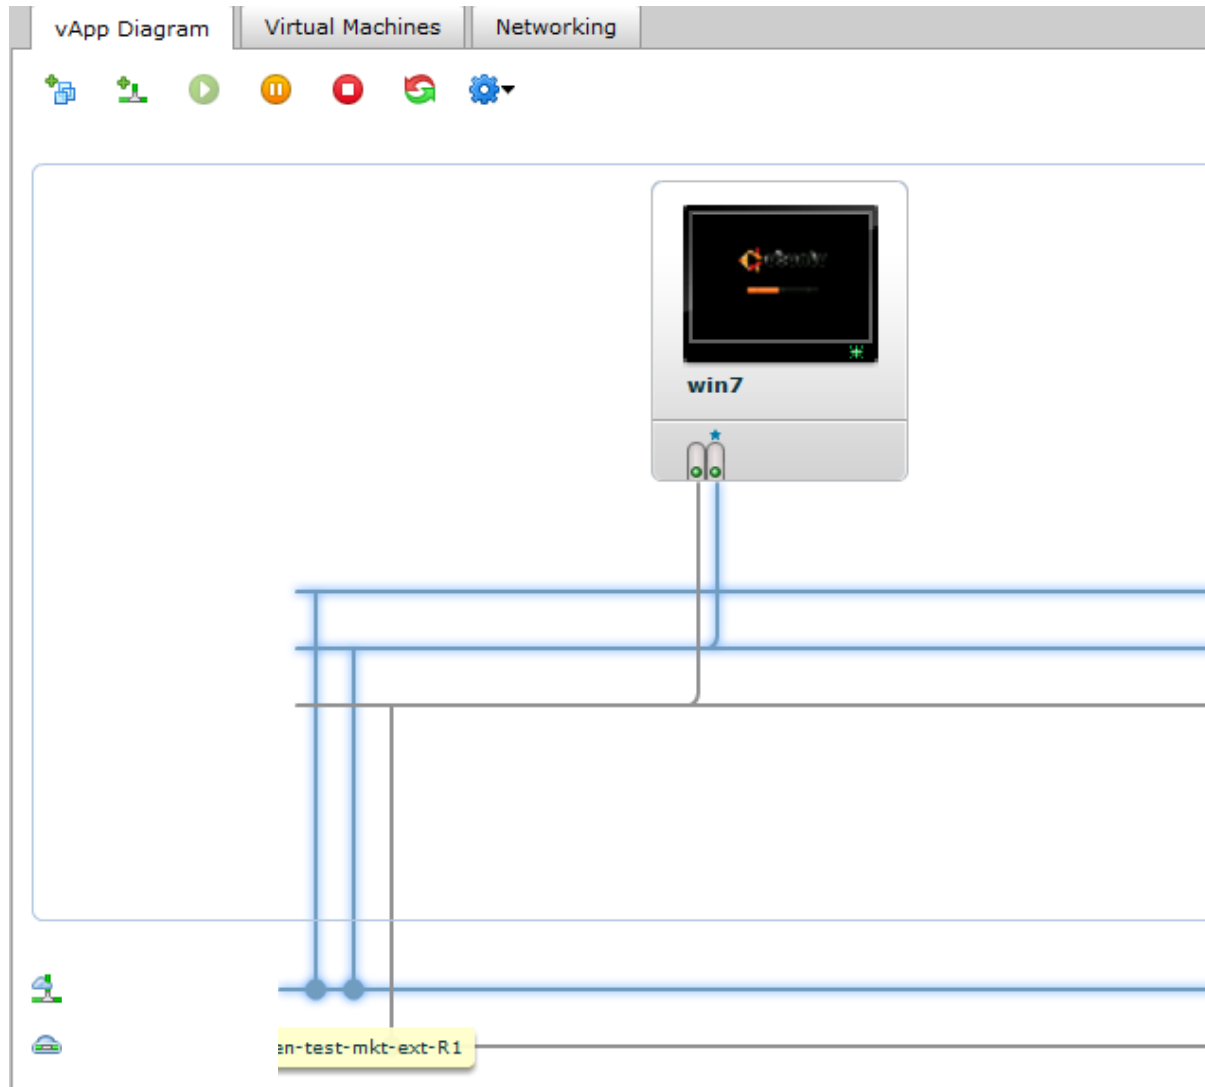 vApp Diagram
Virtual Machines
Networking
win7
en-test-mkt-ext-R1